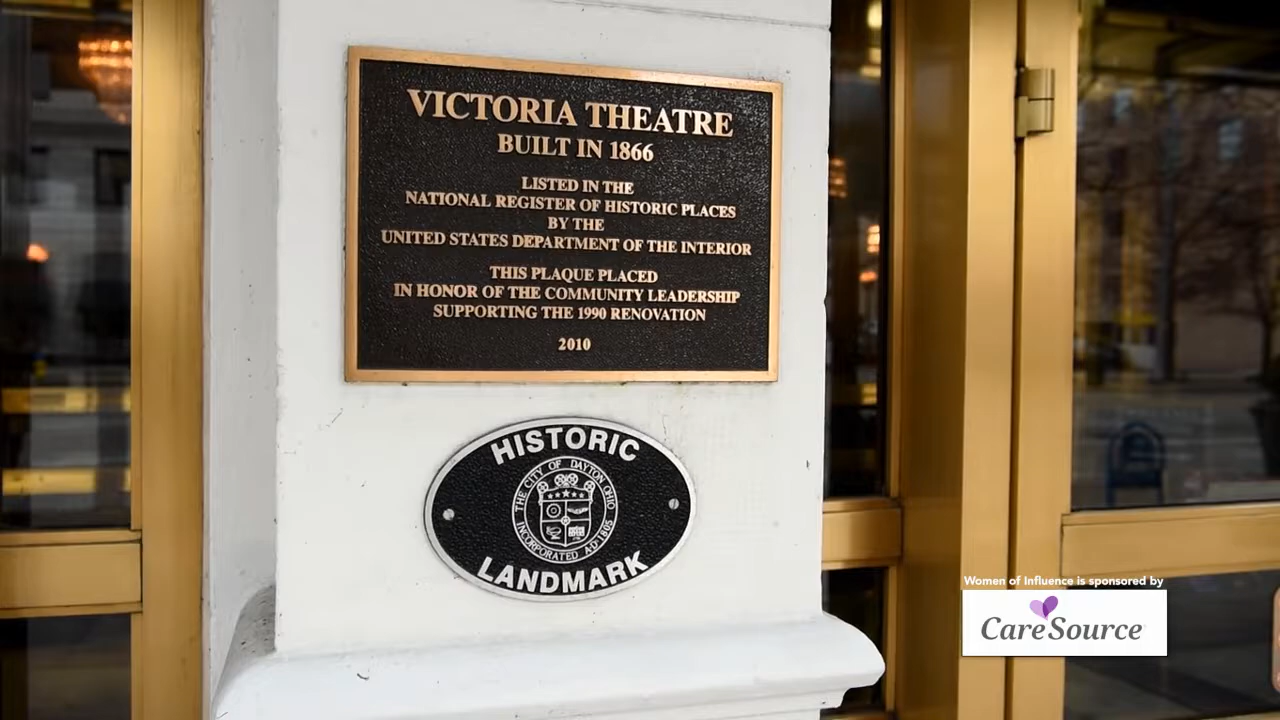 VICTORIA THEATRE
BUILT IN 1866
LISTED IN THE
NATIONAL REGISTER OF HISTORIC PLACES
BY THE
UNITED STATES DEPARTMENT OF THE INTERIOR
THIS PLAQUE PLACED
IN HONOR OF THE COMMUNITY LEADERSHIP
SUPPORTING THE 1990 RENOVATION
2010
HISTORIC
THE CITY OF DAYTON OHIO
INCORPORATED AD·1805
LANDMARK
Women of Influence is sponsored by
CareSource